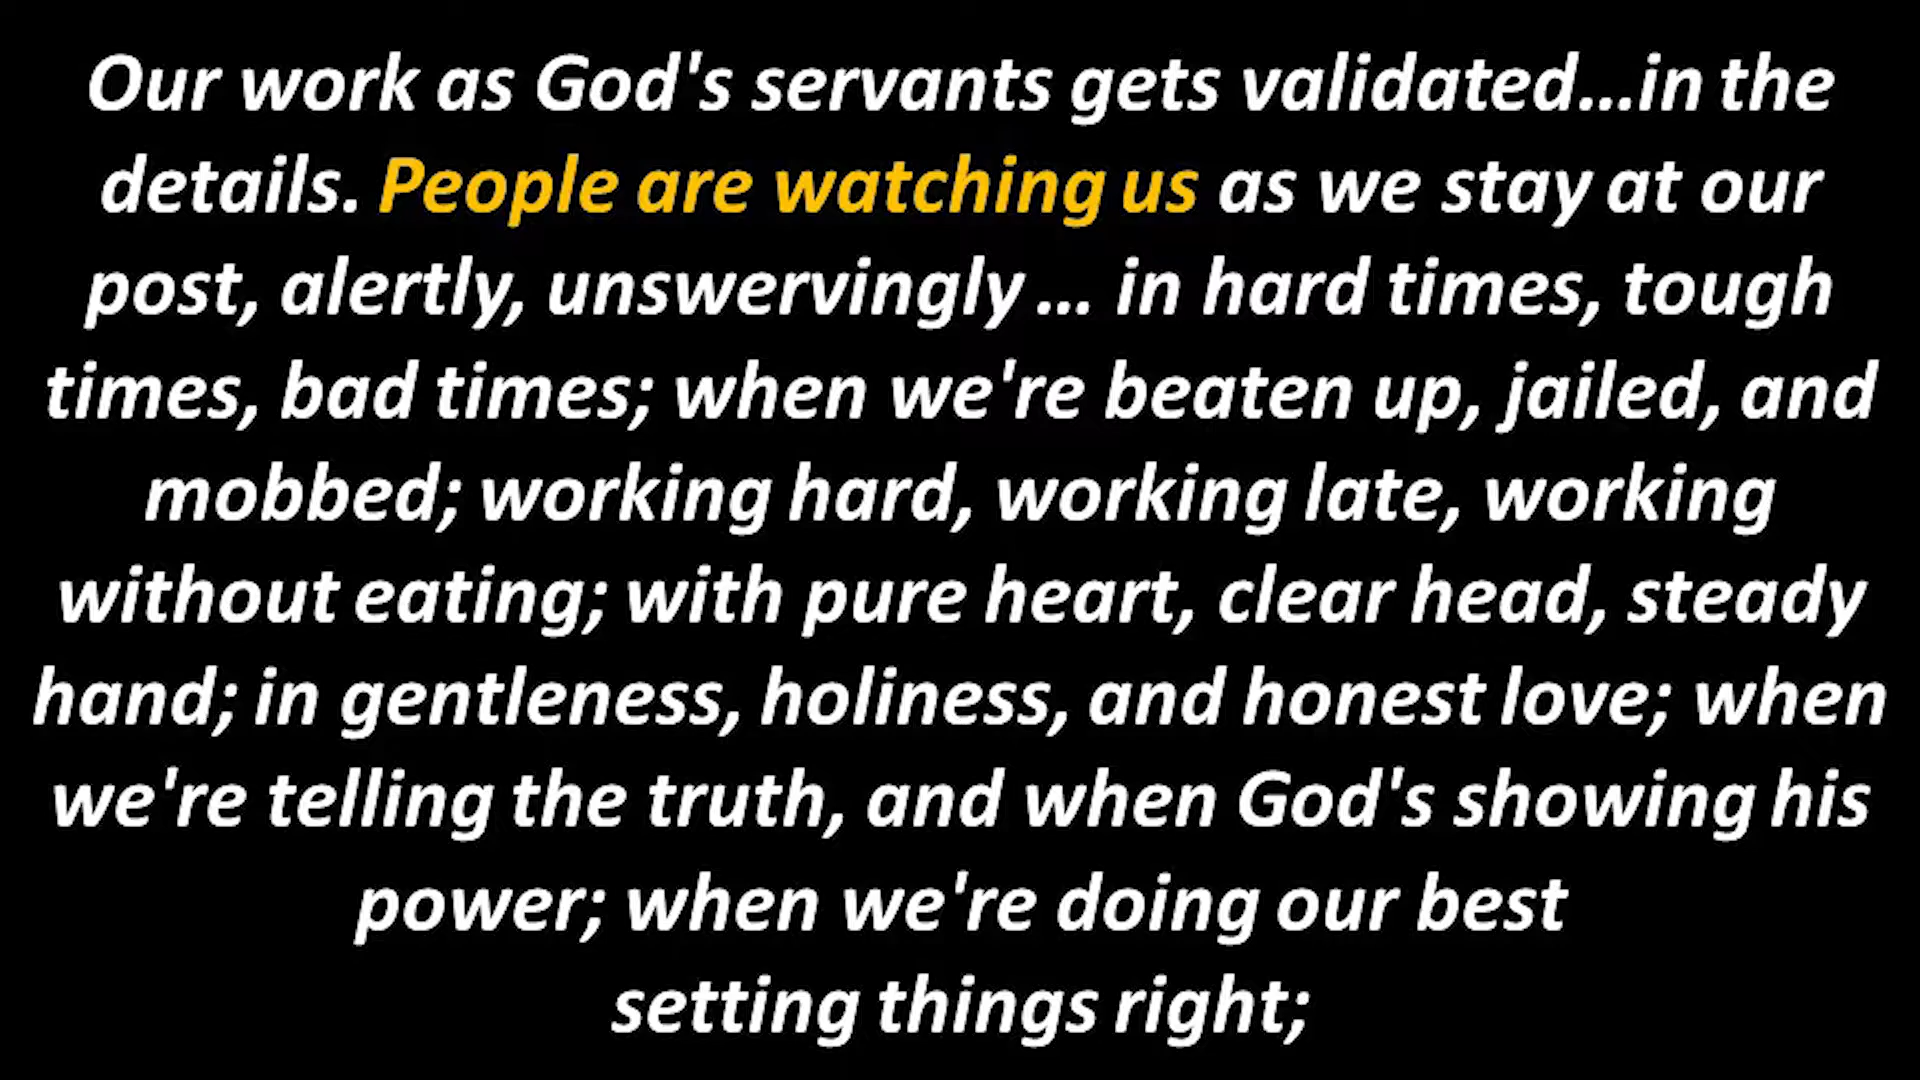 Our work as God's servants gets validated...in the
details. People are watching us as we stay at our
post, alertly, unswervingly ... in hard times, tough
times, bad times; when we're beaten up, jailed, and
mobbed; working hard, working late, working
without eating; with pure heart, clear head, steady
hand; in gentleness, holiness, and honest love; when
we're telling the truth, and when God's showing his
power; when we're doing our best
setting things right;